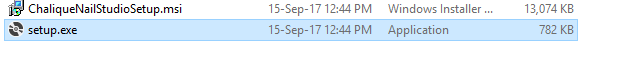 ChaliqueNailStudioSetup.msi 15-Sep-17 12:44 PM Windows Installer ... 13,074 KB
setup.exe 15-Sep-17 12:44 PM Application 782 KB